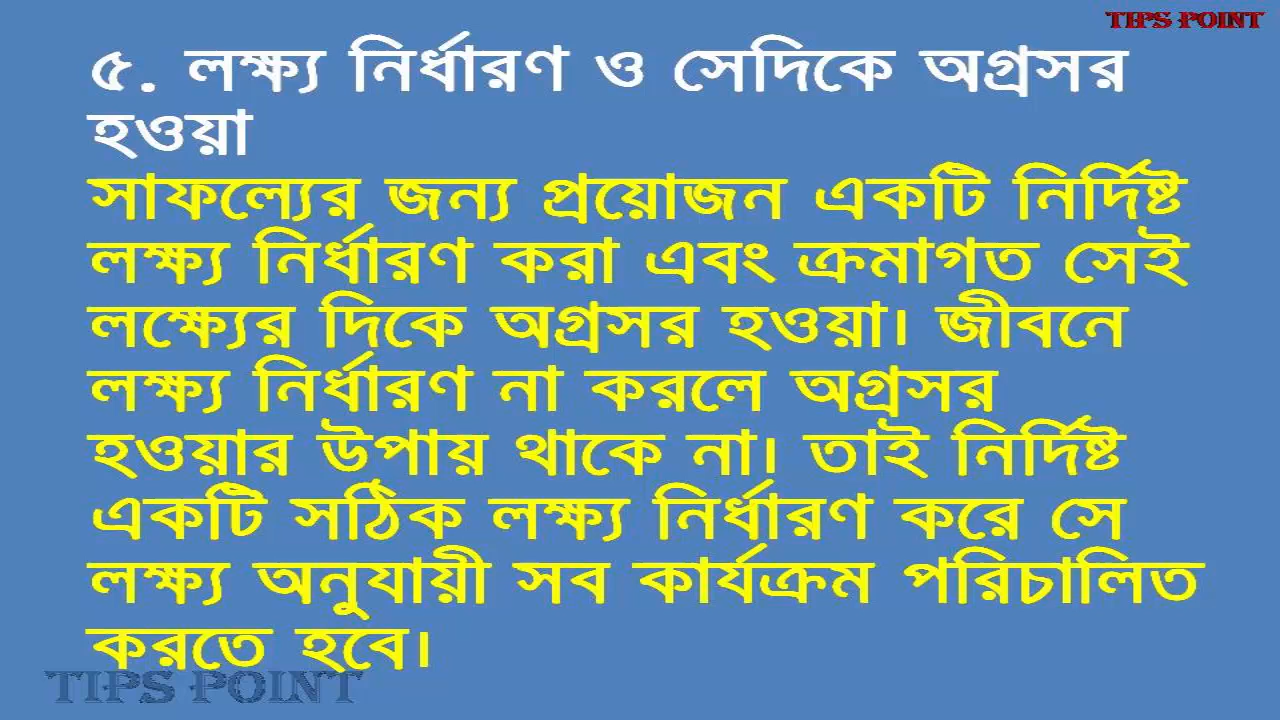 TIPS POINT
৫. লক্ষ্য নির্ধারণ ও সেদিকে অগ্রসর
হওয়া
সাফল্যের জন্য প্রয়োজন একটি নির্দিষ্ট
লক্ষ্য নির্ধারণ করা এবং ক্রমাগত সেই
লক্ষ্যের দিকে অগ্রসর হওয়া। জীবনে
লক্ষ্য নির্ধারণ না করলে অগ্রসর
হওয়ার উপায় থাকে না। তাই নির্দিষ্ট
একটি সঠিক লক্ষ্য নির্ধারণ করে সে
লক্ষ্য অনুযায়ী সব কার্যক্রম পরিচালিত
করতে হবে।
TIPS POINT